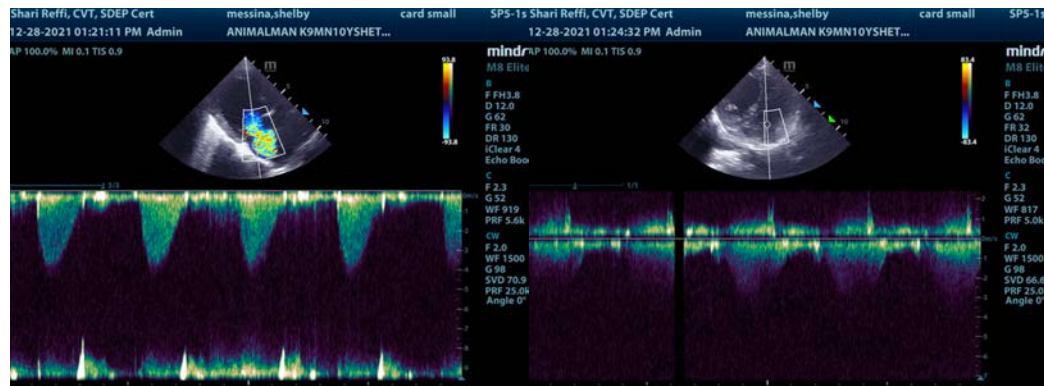 Shari Reffi, CVT, SDEP Cert messina,shelby card small SP5-1s
12-28-2021 01:21:11 PM Admin ANIMALMAN K9MN10YSHET...
AP 100.0% MI 0.1 TIS 0.9
M8 Elite
93.8
-93.8
B
F FH3.8
D 12.0
G 62
FR 30
DR 130
iClear 4
Echo Boo
C
F 2.3
G 52
WF 919
PRF 5.6k
CW
F 2.0
WF 1500
G 98
SVD 70.9
PRF 25.0k
Angle 0°
3/3
Shari Reffi, CVT, SDEP Cert messina,shelby card small SP5-1s
12-28-2021 01:24:32 PM Admin ANIMALMAN K9MN10YSHET...
AP 100.0% MI 0.1 TIS 0.9
mindr
M8 Elite
83.4
-83.4
B
F FH3.8
D 12.0
G 62
FR 32
DR 130
iClear 4
Echo Boo
C
F 2.3
G 52
WF 817
PRF 5.0k
CW
F 2.0
WF 1500
G 98
SVD 66.6
PRF 25.0k
Angle 0°
1/1